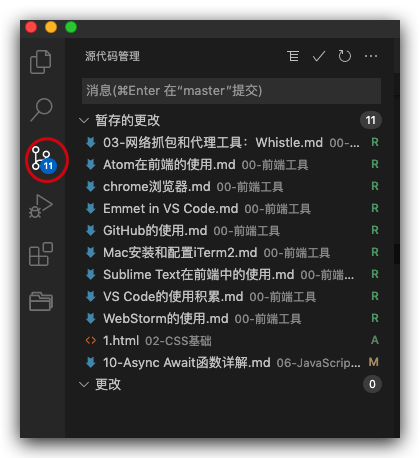 源代码管理
消息(⌘Enter 在“master”提交)
暂存的更改 11
03-网络抓包和代理工具：Whistle.md 00-... R
Atom在前端的使用.md 00-前端工具 R
11
chrome浏览器.md 00-前端工具 R
Emmet in VS Code.md 00-前端工具 R
GitHub的使用.md 00-前端工具 R
Mac安装和配置iTerm2.md 00-前端工具 R
Sublime Text在前端中的使用.md 00-前端... R
VS Code的使用积累.md 00-前端工具 R
WebStorm的使用.md 00-前端工具 R
<> 1.html 02-CSS基础 A
10-Async Await函数详解.md 06-JavaScrip... M
更改 0